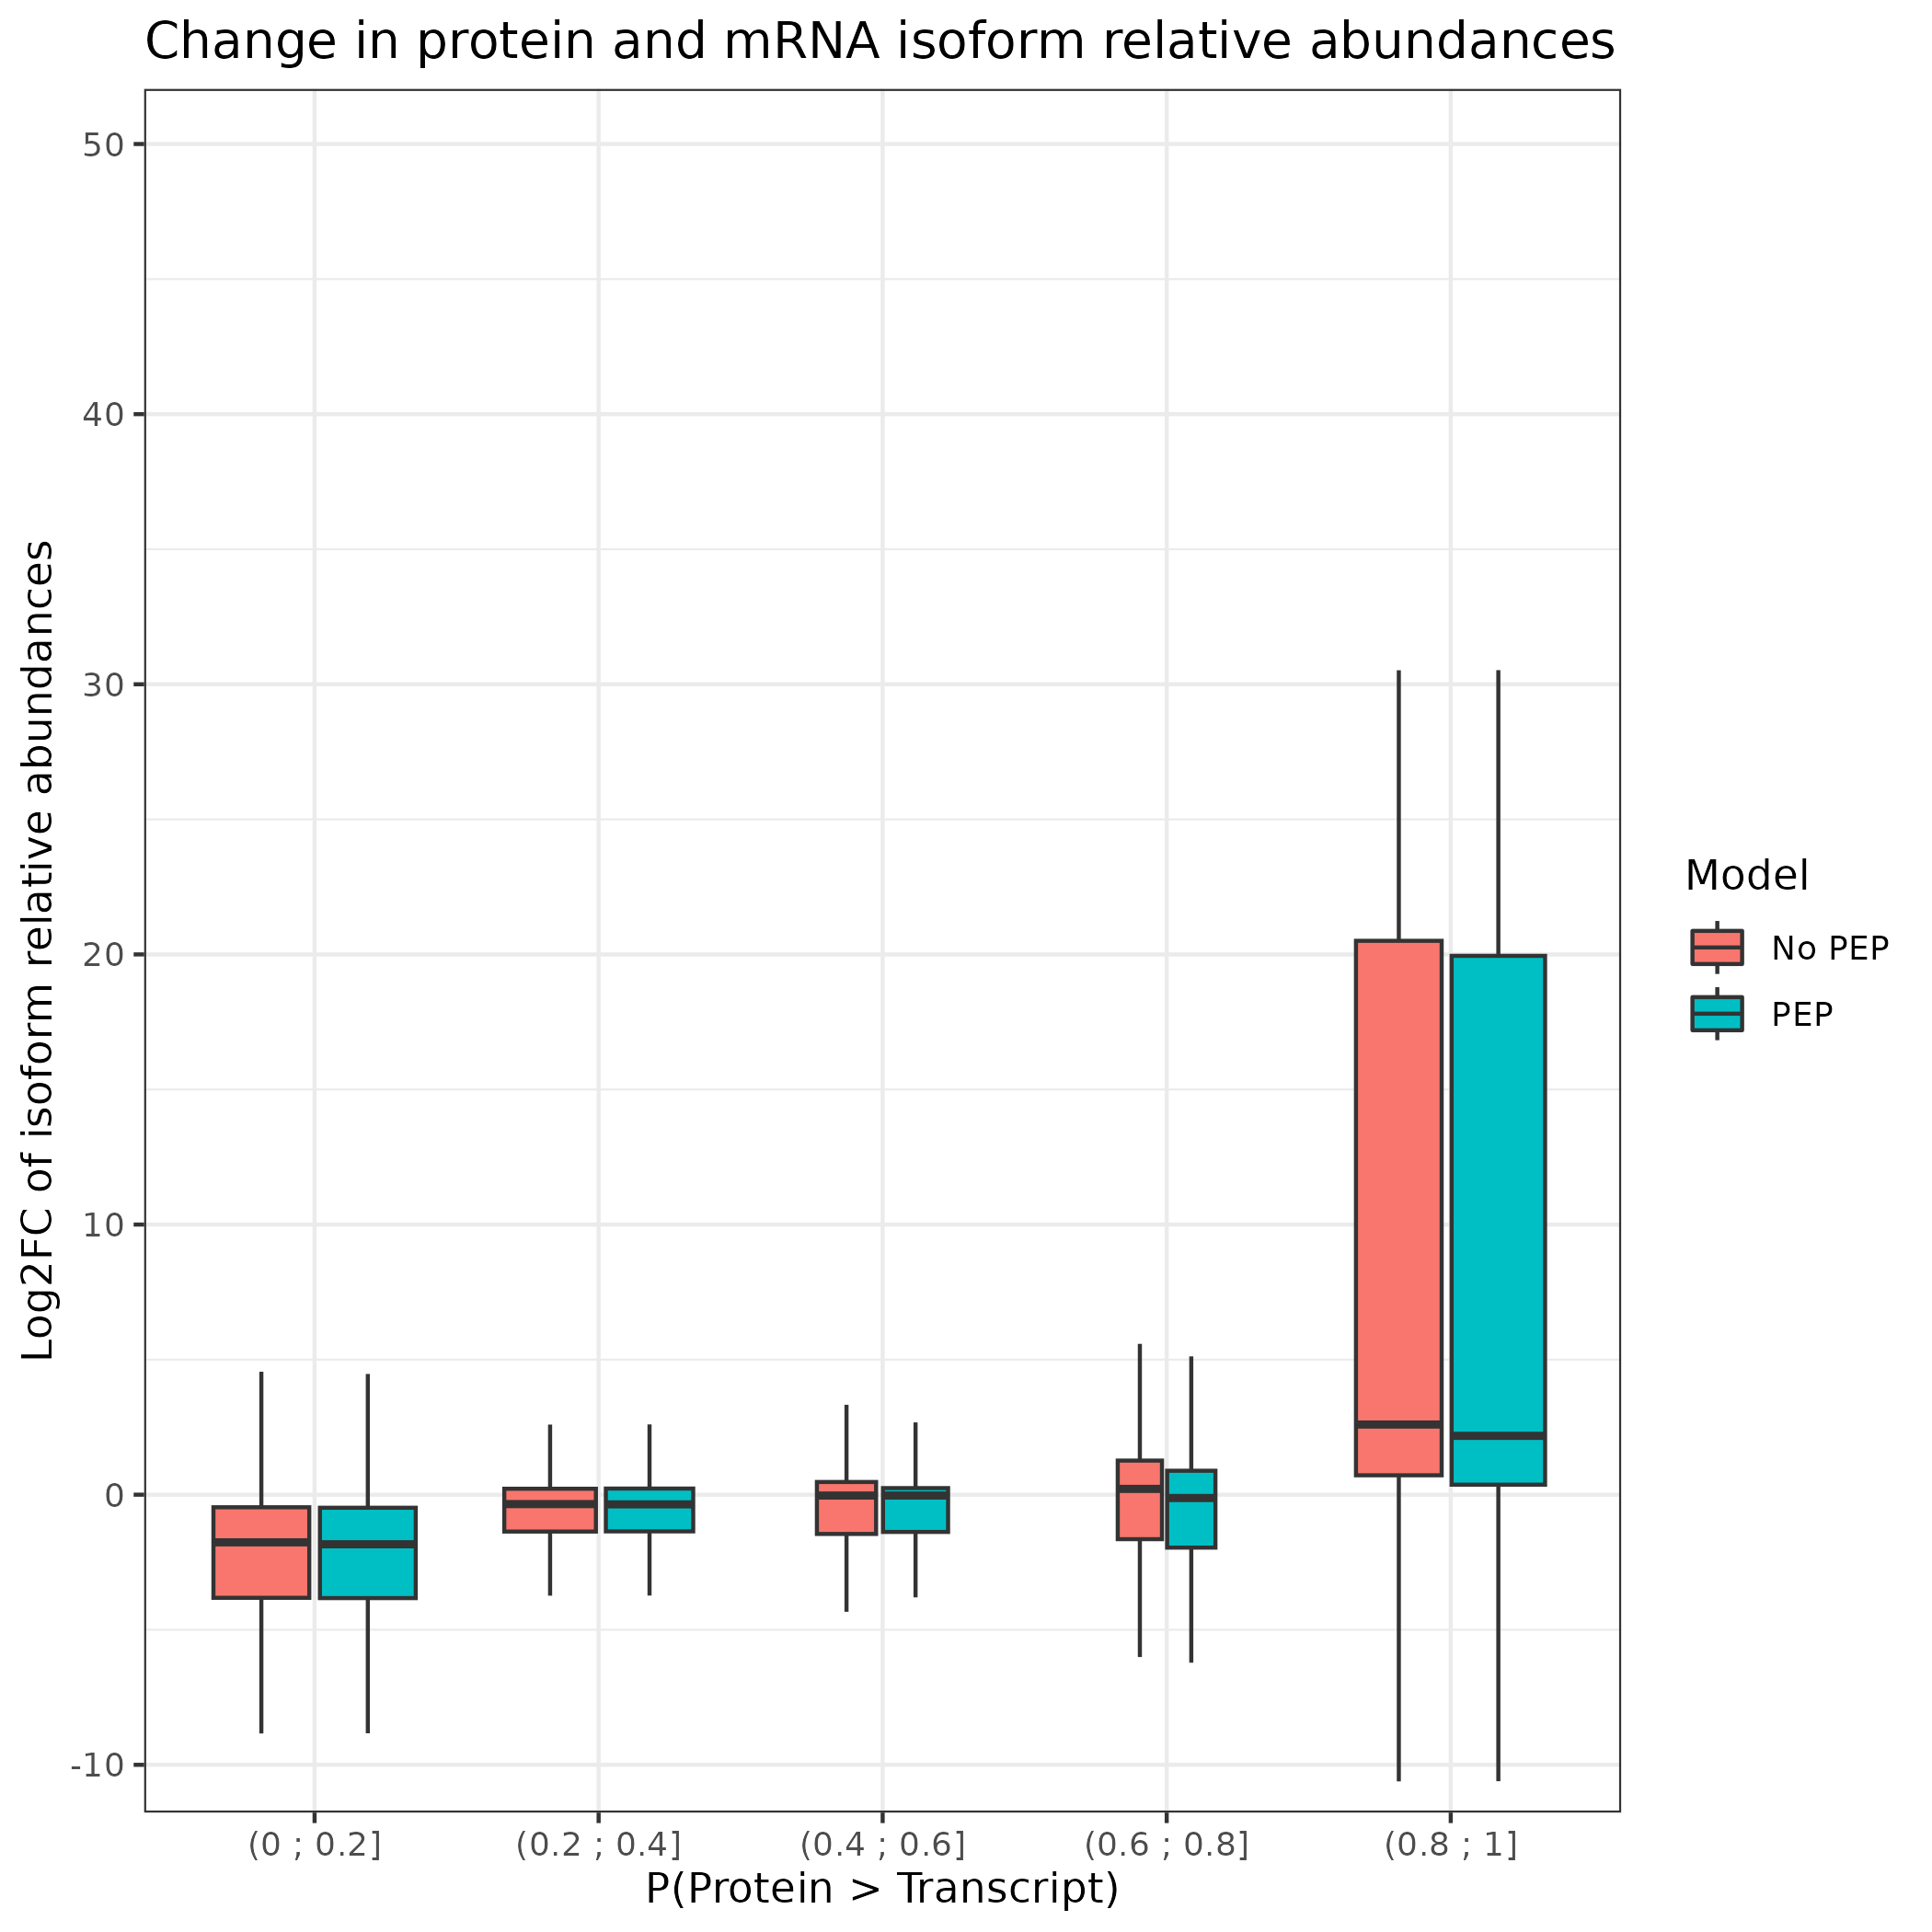 Change in protein and mRNA isoform relative abundances
Log2FC of isoform relative abundances
50
40
30
20
10
0
-10
(0 ; 0.2]
(0.2 ; 0.4]
(0.4 ; 0.6]
(0.6 ; 0.8]
(0.8 ; 1]
P(Protein > Transcript)
Model
No PEP
PEP